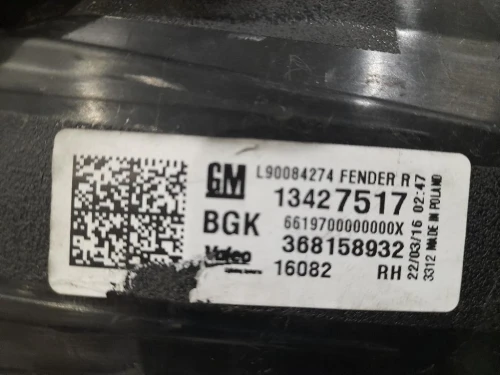 GM L90084274 FENDER R
13427517
BGK 6619700000000X
Valeo 368158932
16082 RH
22/03/16 02:47
3312 MADE IN POLAND